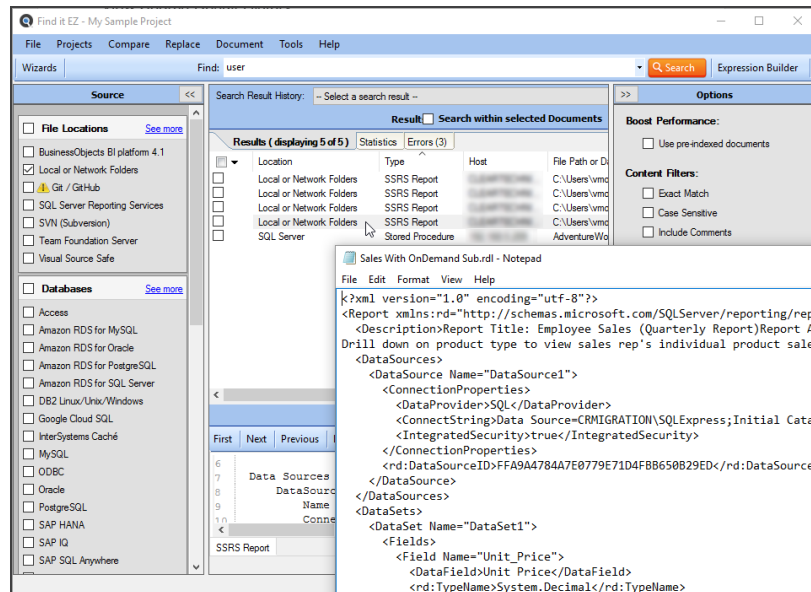 Find it EZ - My Sample Project
File Projects Compare Replace Document Tools Help
Wizards Find: user Search Expression Builder
Source << Search Result History: -- Select a search result -- >> Options
Result Search within selected Documents
File Locations See more
BusinessObjects BI platform 4.1
Local or Network Folders
Git / GitHub
SQL Server Reporting Services
SVN (Subversion)
Team Foundation Server
Visual Source Safe
Databases See more
Access
Amazon RDS for MySQL
Amazon RDS for Oracle
Amazon RDS for PostgreSQL
Amazon RDS for SQL Server
DB2 Linux/Unix/Windows
Google Cloud SQL
InterSystems Caché
MySQL
ODBC
Oracle
PostgreSQL
SAP HANA
SAP IQ
SAP SQL Anywhere
Results ( displaying 5 of 5 ) Statistics Errors (3)
Location Type Host File Path or Da
Local or Network Folders SSRS Report C:\Users\vmc
Local or Network Folders SSRS Report C:\Users\vmc
Local or Network Folders SSRS Report C:\Users\vmc
Local or Network Folders SSRS Report C:\Users\vmc
SQL Server Stored Procedure AdventureWo
Boost Performance:
Use pre-indexed documents
Content Filters:
Exact Match
Case Sensitive
Include Comments
First Next Previous
6
7 Data Sources
8 DataSourc
9 Name
10 Conne
SSRS Report
Sales With OnDemand Sub.rdl - Notepad
File Edit Format View Help
<?xml version="1.0" encoding="utf-8"?>
<Report xmlns:rd="http://schemas.microsoft.com/SQLServer/reporting/rep
<Description>Report Title: Employee Sales (Quarterly Report)Report A
Drill down on product type to view sales rep's individual product sale
<DataSources>
<DataSource Name="DataSource1">
<ConnectionProperties>
<DataProvider>SQL</DataProvider>
<ConnectString>Data Source=CRMIGRATION\SQLExpress;Initial Cata
<IntegratedSecurity>true</IntegratedSecurity>
</ConnectionProperties>
<rd:DataSourceID>FFA9A4784A7E0779E71D4FBB650B29ED</rd:DataSource
</DataSource>
</DataSources>
<DataSets>
<DataSet Name="DataSet1">
<Fields>
<Field Name="Unit_Price">
<DataField>Unit Price</DataField>
<rd:TypeName>System.Decimal</rd:TypeName>